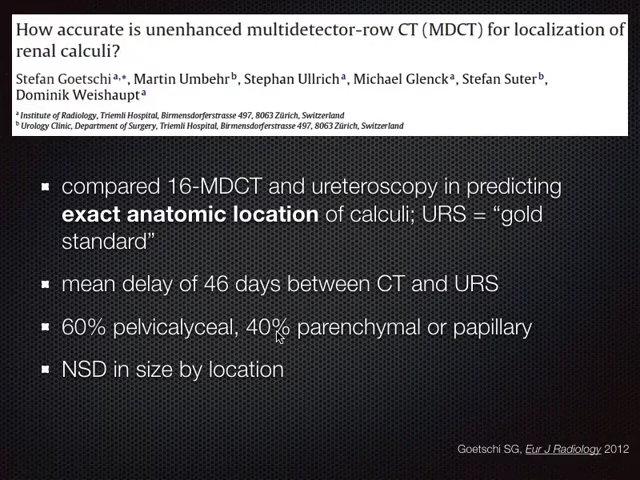 How accurate is unenhanced multidetector-row CT (MDCT) for localization of
renal calculi?
Stefan Goetschi a,*, Martin Umbehr b, Stephan Ullrich a, Michael Glenck a, Stefan Suter b,
Dominik Weishaupt a
a Institute of Radiology, Triemli Hospital, Birmensdorferstrasse 497, 8063 Zürich, Switzerland
b Urology Clinic, Department of Surgery, Triemli Hospital, Birmensdorferstrasse 497, 8063 Zürich, Switzerland
compared 16-MDCT and ureteroscopy in predicting
exact anatomic location of calculi; URS = “gold
standard”
mean delay of 46 days between CT and URS
60% pelvicalyceal, 40% parenchymal or papillary
NSD in size by location
Goetschi SG, Eur J Radiology 2012